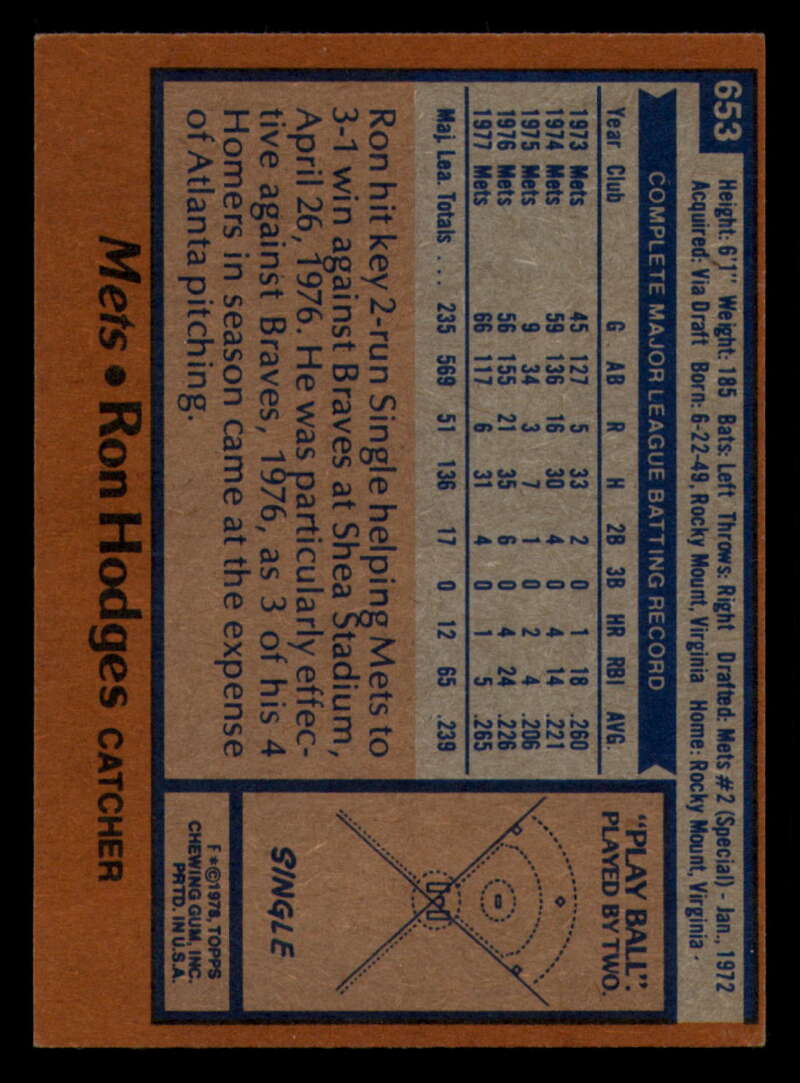 653
Height: 6'1" Weight: 185 Bats: Left Throws: Right Drafted: Mets #2 (Special) - Jan., 1972
Acquired: Via Draft Born: 6-22-49, Rocky Mount, Virginia Home: Rocky Mount, Virginia
COMPLETE MAJOR LEAGUE BATTING RECORD
Year Club G AB R H 2B 3B HR RBI AVG.
1973 Mets 45 127 5 33 2 0 1 18 .260
1974 Mets 59 136 16 30 4 0 4 14 .221
1975 Mets 9 34 3 7 1 0 2 4 .206
1976 Mets 56 155 21 35 6 0 4 24 .226
1977 Mets 66 117 6 31 4 0 1 5 .265
Maj. Lea. Totals . . . 235 569 51 136 17 0 12 65 .239
Ron hit key 2-run Single helping Mets to
3-1 win against Braves at Shea Stadium,
April 26, 1976. He was particularly effec-
tive against Braves, 1976, as 3 of his 4
Homers in season came at the expense
of Atlanta pitching.
"PLAY BALL".
PLAYED BY TWO.
SINGLE
F*©1978, TOPPS
CHEWING GUM, INC.
PRTD. IN U.S.A.
Mets • Ron Hodges CATCHER